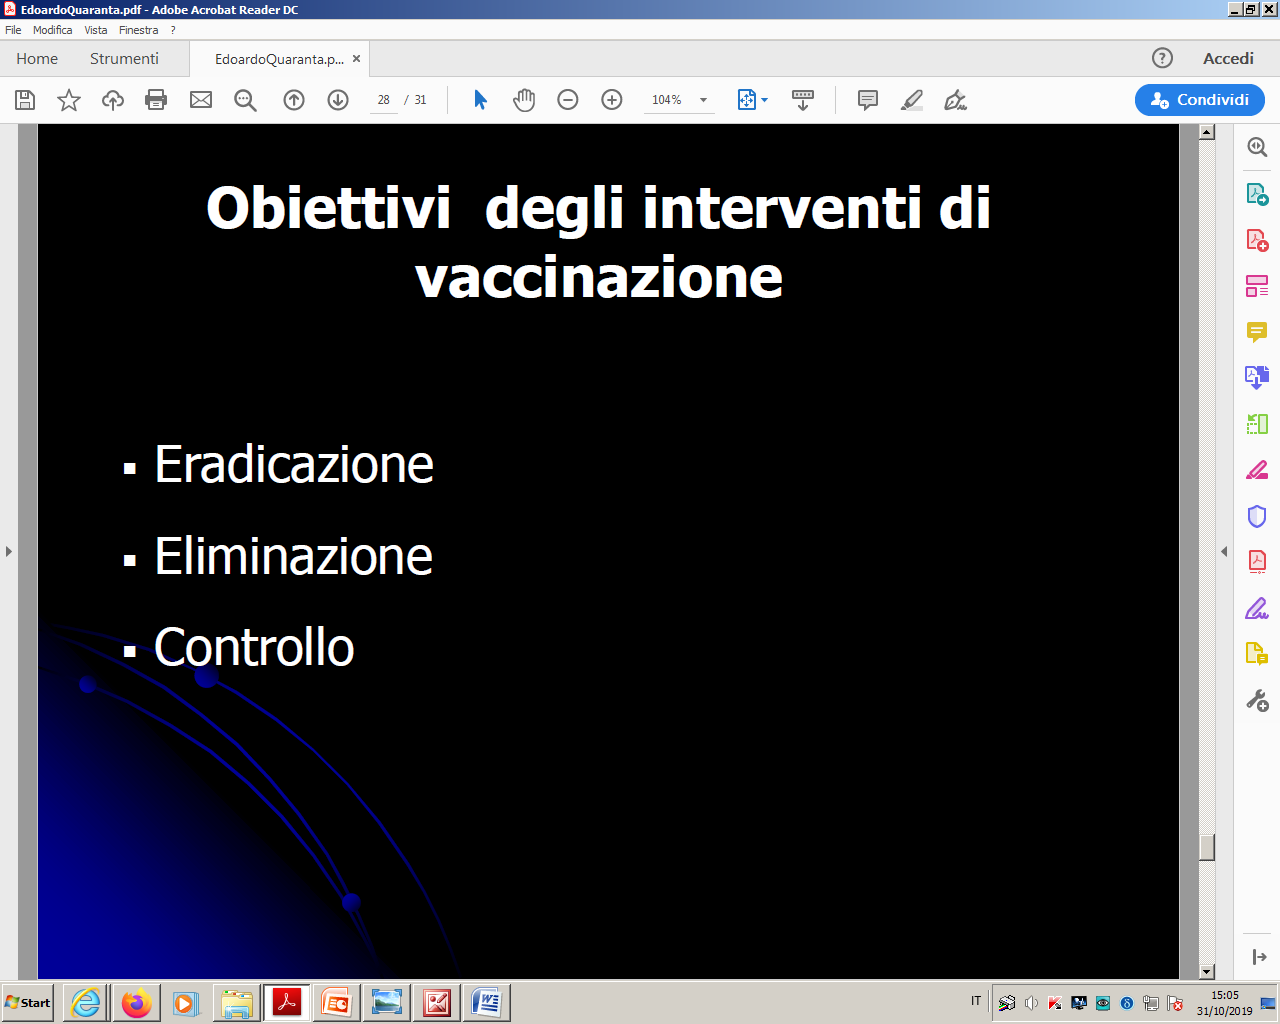 EdoardoQuaranta.pdf - Adobe Acrobat Reader DC
File Modifica Vista Finestra ?
Home Strumenti EdoardoQuaranta.p... × ? Accedi
28 / 31 104% Condividi
Obiettivi degli interventi di
vaccinazione
▪ Eradicazione
▪ Eliminazione
▪ Controllo
Start IT 15:05
31/10/2019